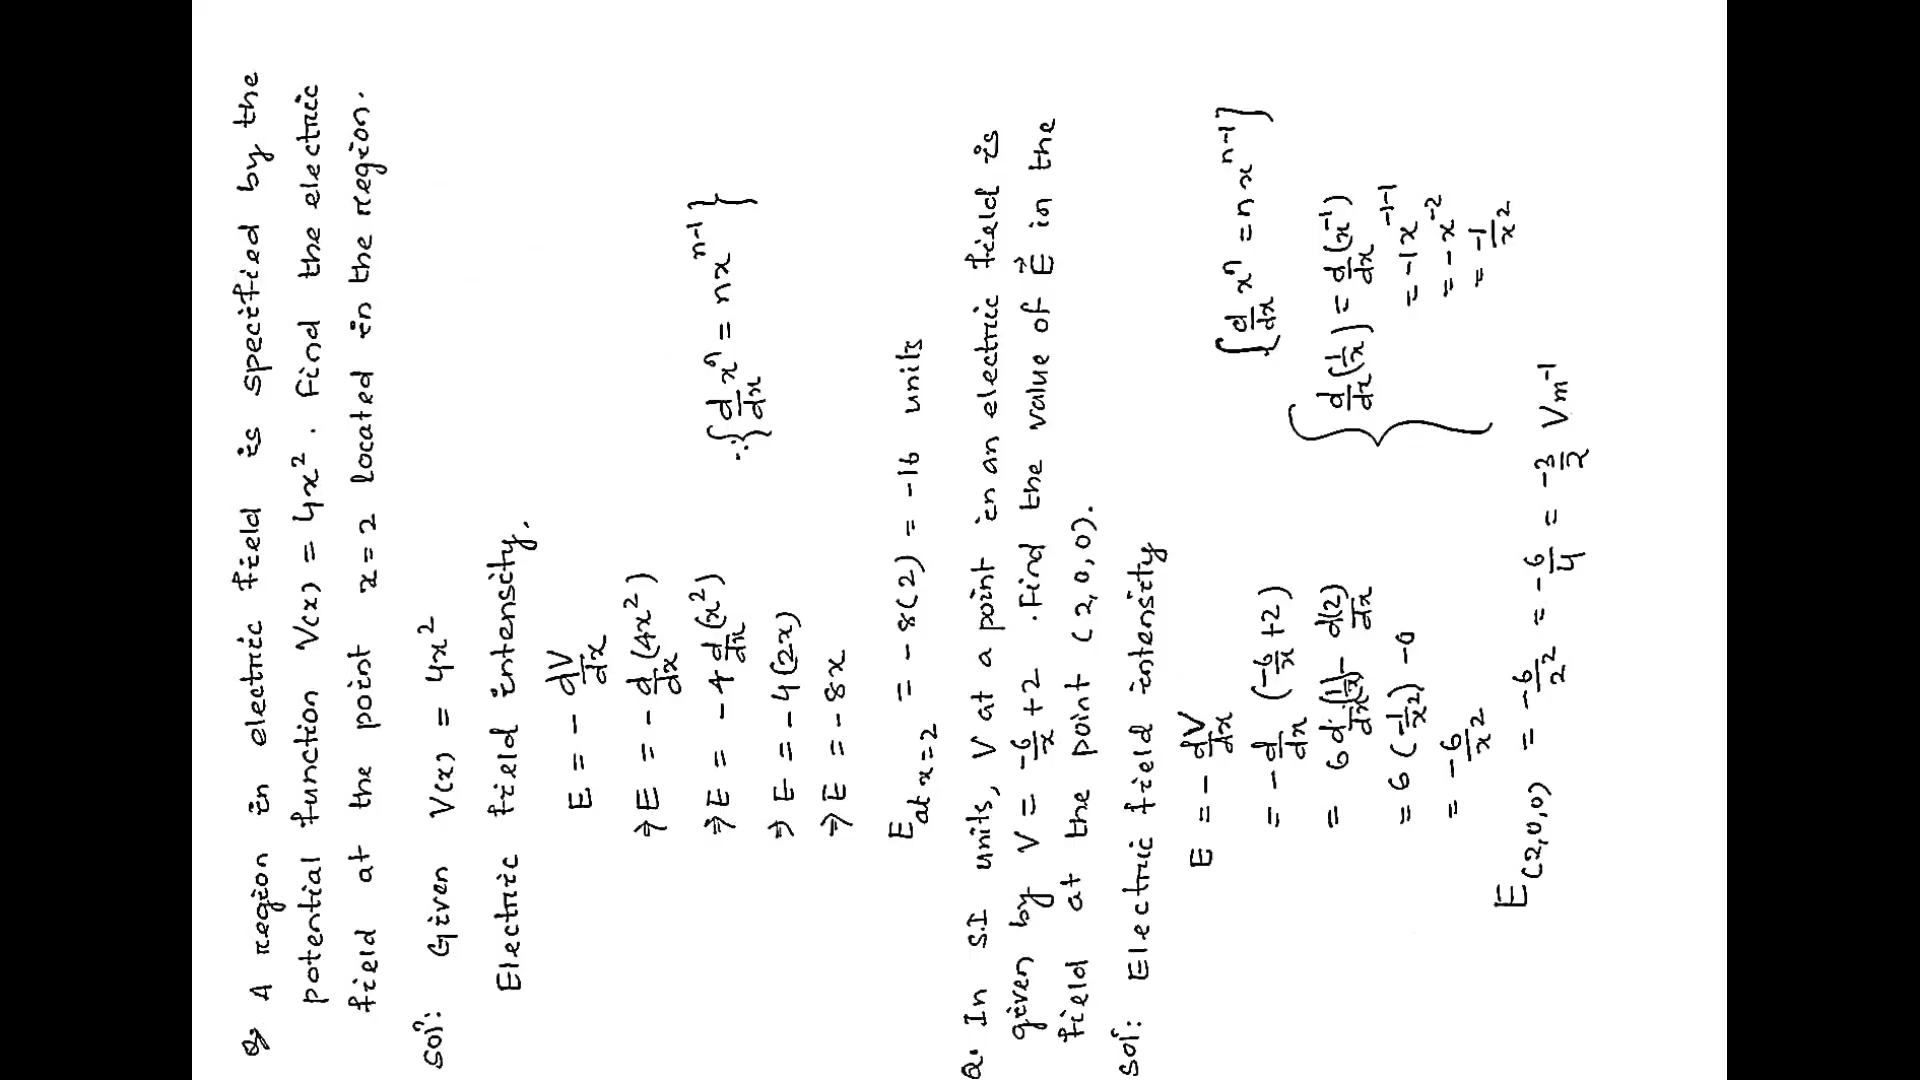 Q. A region in electric field is specified by the
potential function V(x) = 4x². Find the electric
field at the point x=2 located in the region.
Solⁿ: Given V(x) = 4x²
Electric field intensity.
E = - dV/dx
⇒ E = - d/dx (4x²)
⇒ E = - 4 d/dx (x²) ∵ { d/dx xⁿ = nxⁿ⁻¹ }
⇒ E = - 4(2x)
⇒ E = - 8x
E at x=2 = - 8(2) = -16 units
Q. In S.I units, V at a point in an electric field is
given by V = -6/x + 2 . Find the value of E⃗ in the
field at the point (2,0,0).
Solⁿ: Electric field intensity
E = - dV/dx { d/dx xⁿ = nxⁿ⁻¹ }
= - d/dx (-6/x + 2)
= 6 d/dx (1/x) - d(2)/dx
= 6 (-1/x²) - 0
= - 6/x²
{ d/dx (1/x) = d/dx (x⁻¹)
= -1x⁻¹⁻¹
= - x⁻²
= -1/x²
E (2,0,0) = -6/2² = -6/4 = -3/2 Vm⁻¹